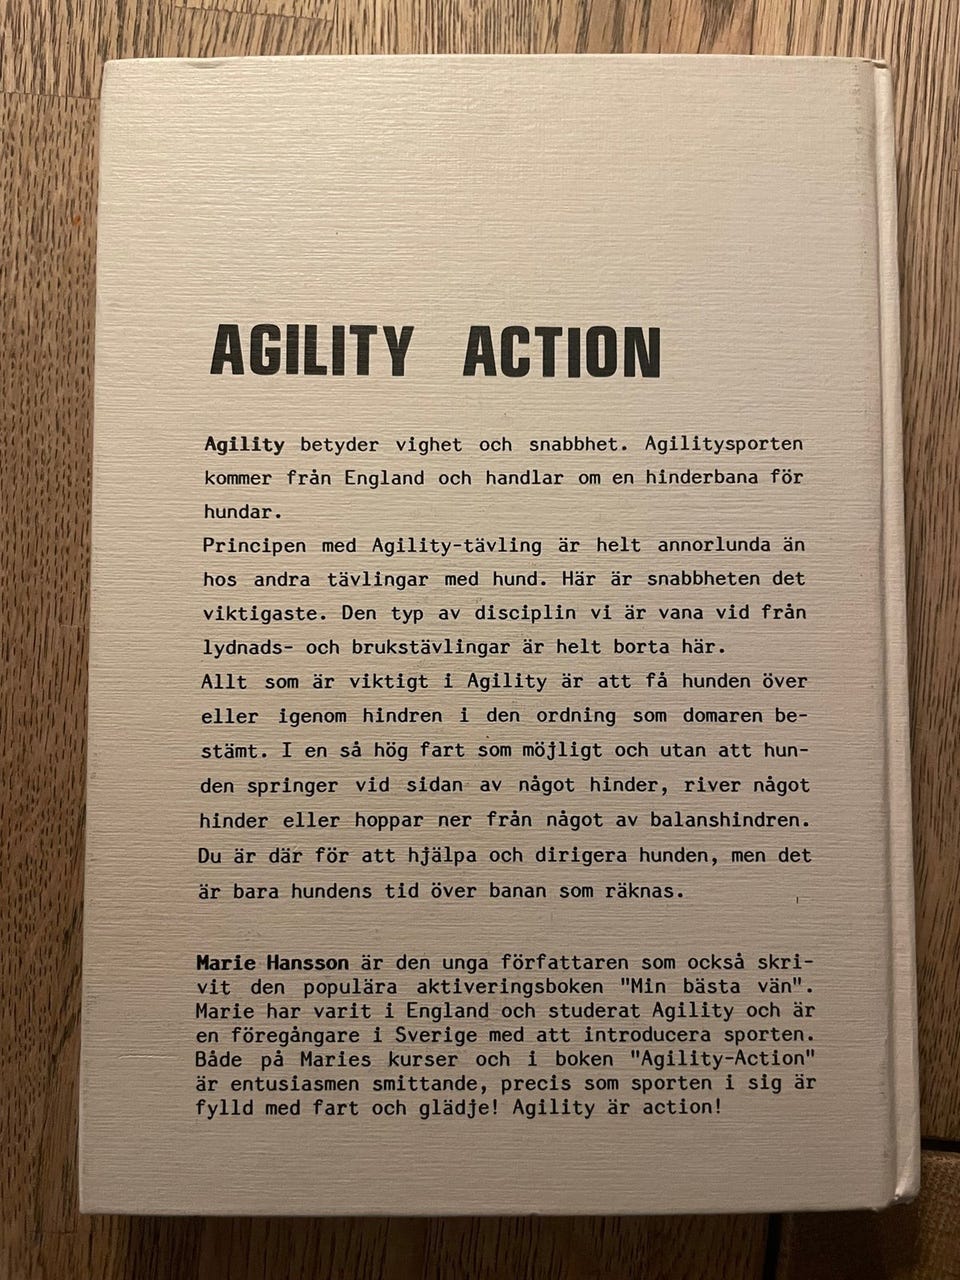 AGILITY ACTION
Agility betyder vighet och snabbhet. Agilitysporten
kommer från England och handlar om en hinderbana för
hundar.
Principen med Agility-tävling är helt annorlunda än
hos andra tävlingar med hund. Här är snabbheten det
viktigaste. Den typ av disciplin vi är vana vid från
lydnads- och brukstävlingar är helt borta här.
Allt som är viktigt i Agility är att få hunden över
eller igenom hindren i den ordning som domaren be-
stämt. I en så hög fart som möjligt och utan att hun-
den springer vid sidan av något hinder, river något
hinder eller hoppar ner från något av balanshindren.
Du är där för att hjälpa och dirigera hunden, men det
är bara hundens tid över banan som räknas.
Marie Hansson är den unga författaren som också skri-
vit den populära aktiveringsboken "Min bästa vän".
Marie har varit i England och studerat Agility och är
en föregångare i Sverige med att introducera sporten.
Både på Maries kurser och i boken "Agility-Action"
är entusiasmen smittande, precis som sporten i sig är
fylld med fart och glädje! Agility är action!